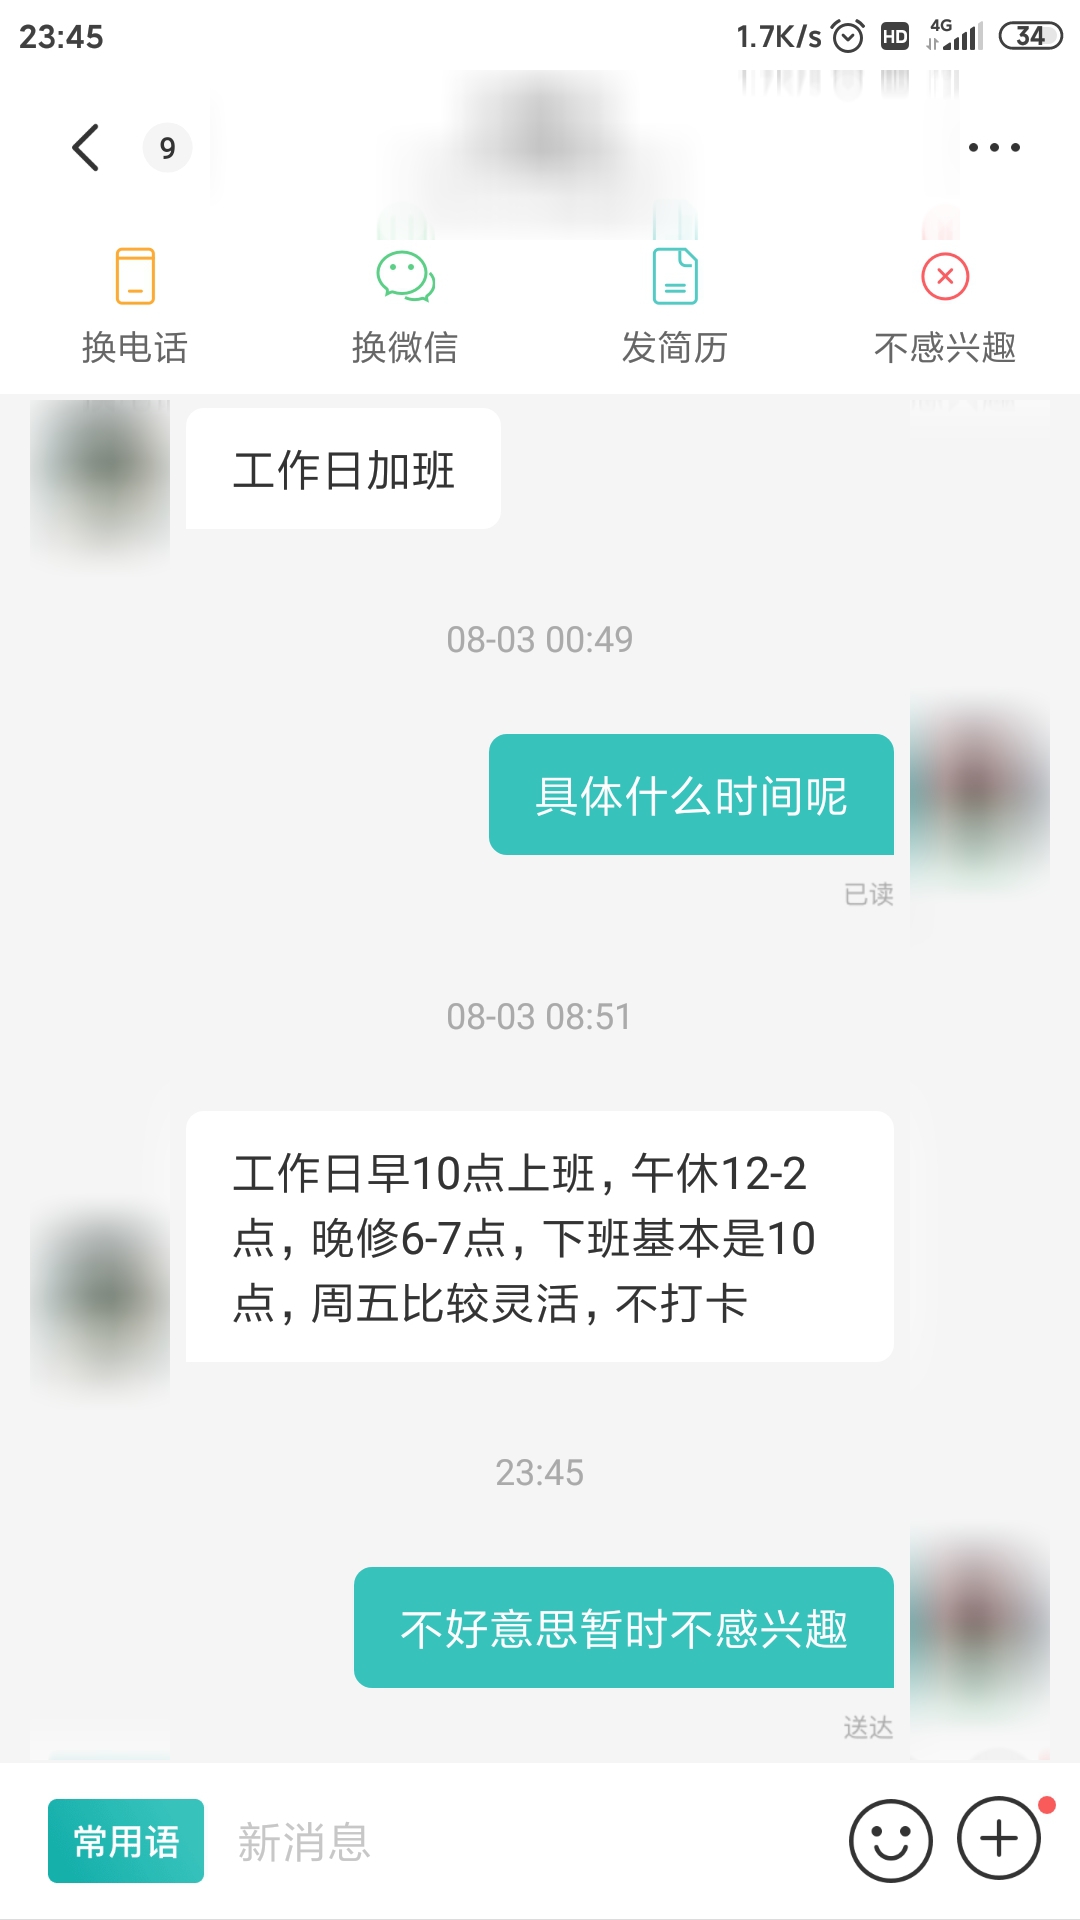 23:45
1.7K/s
HD
4G
34
9
换电话
换微信
发简历
不感兴趣
工作日加班
08-03 00:49
具体什么时间呢
已读
08-03 08:51
工作日早10点上班，午休12-2
点，晚修6-7点，下班基本是10
点，周五比较灵活，不打卡
23:45
不好意思暂时不感兴趣
送达
常用语
新消息